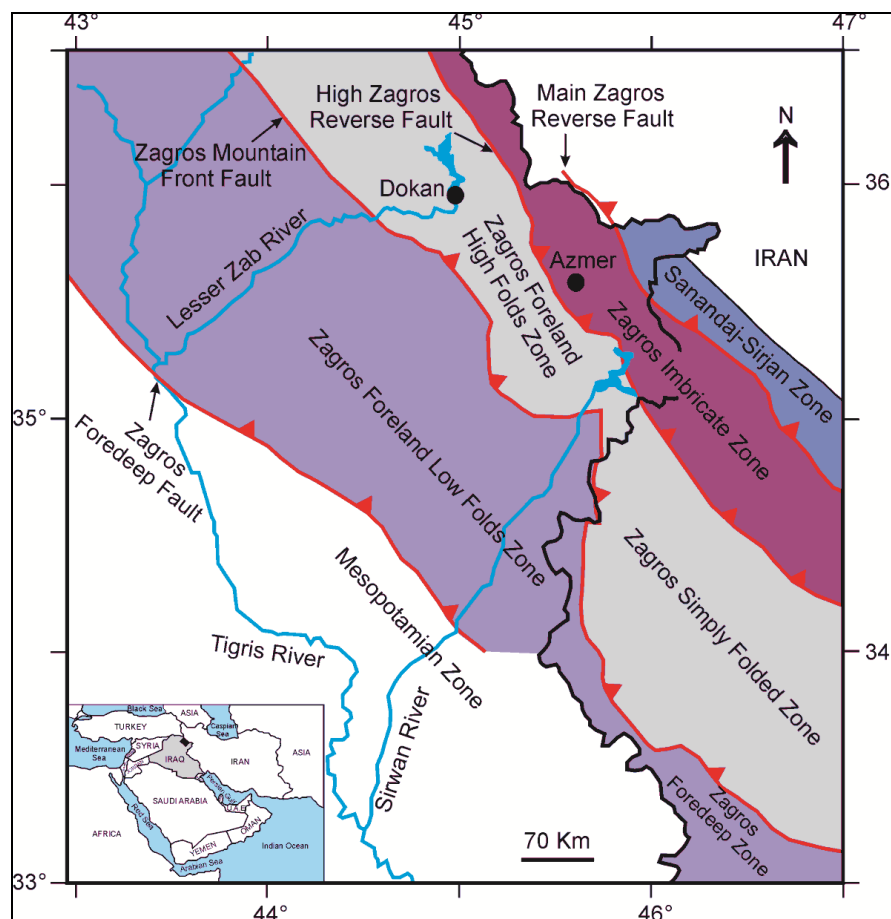 43°
45°
47°
High Zagros
Reverse Fault
Main Zagros
Reverse Fault
N
Zagros Mountain
Front Fault
36
Dokan
Lesser Zab River
Zagros Foreland
High Folds Zone
Azmer
IRAN
Sanandaj-Sirjan Zone
Zagros Imbricate Zone
35°
Zagros
Foredeep Fault
Zagros Foreland Low Folds Zone
Zagros Simply Folded Zone
Mesopotamian Zone
34
Tigris River
Sirwan River
Zagros
Foredeep Zone
70 Km
Black Sea
ASIA
Caspian
Sea
TURKEY
Mediterranean
Sea
SYRIA
IRAQ
IRAN
ASIA
Persian Gulf
U.A.E
SAUDI ARABIA
OMAN
Red Sea
AFRICA
YEMEN
Arabian Sea
Indian Ocean
33°
44°
46°